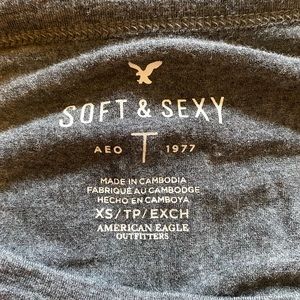 SOFT & SEXY
AEO T 1977
MADE IN CAMBODIA
FABRIQUÉ AU CAMBODGE
HECHO EN CAMBOYA
XS/TP/EXCH
AMERICAN EAGLE
OUTFITTERS